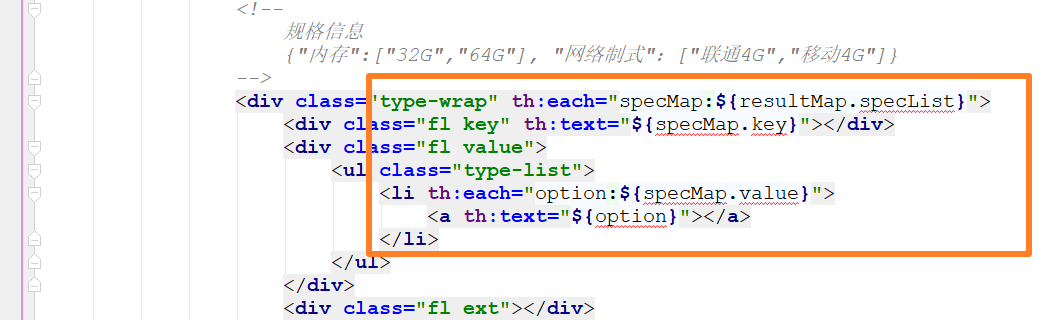 <!--
规格信息
{"内存":["32G","64G"], "网络制式": ["联通4G","移动4G"]}
-->
<div class="type-wrap" th:each="specMap:${resultMap.specList}">
<div class="fl key" th:text="${specMap.key}"></div>
<div class="fl value">
<ul class="type-list">
<li th:each="option:${specMap.value}">
<a th:text="${option}"></a>
</li>
</ul>
</div>
<div class="fl ext"></div>